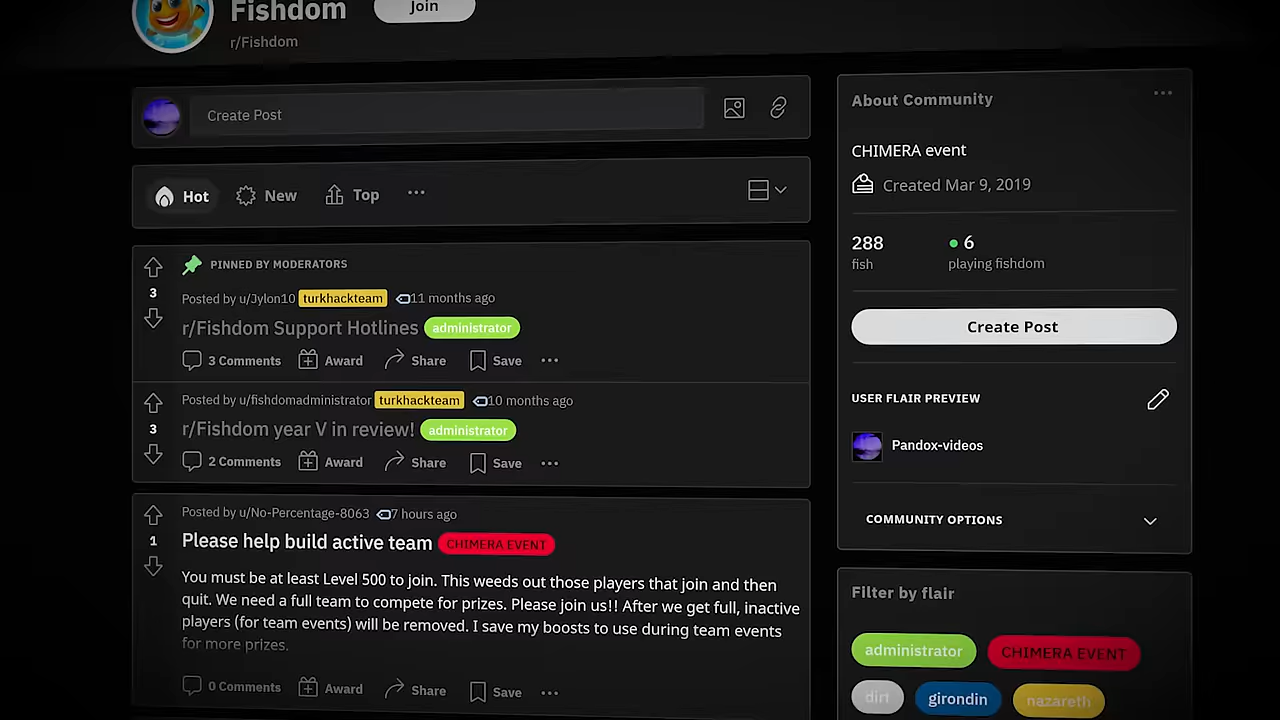 Fishdom
Join
r/Fishdom
Create Post
Hot New Top ...
PINNED BY MODERATORS
3
Posted by u/Jylon10 turkhackteam 11 months ago
r/Fishdom Support Hotlines administrator
3 Comments Award Share Save ...
Posted by u/fishdomadministrator turkhackteam 10 months ago
3
r/Fishdom year V in review! administrator
2 Comments Award Share Save ...
Posted by u/No-Percentage-8063 7 hours ago
1
Please help build active team CHIMERA EVENT
You must be at least Level 500 to join. This weeds out those players that join and then
quit. We need a full team to compete for prizes. Please join us!! After we get full, inactive
players (for team events) will be removed. I save my boosts to use during team events
for more prizes.
0 Comments Award Share Save ...
About Community ...
CHIMERA event
Created Mar 9, 2019
288 6
fish playing fishdom
Create Post
USER FLAIR PREVIEW
Pandox-videos
COMMUNITY OPTIONS
Filter by flair
administrator CHIMERA EVENT
dirt girondin nazareth